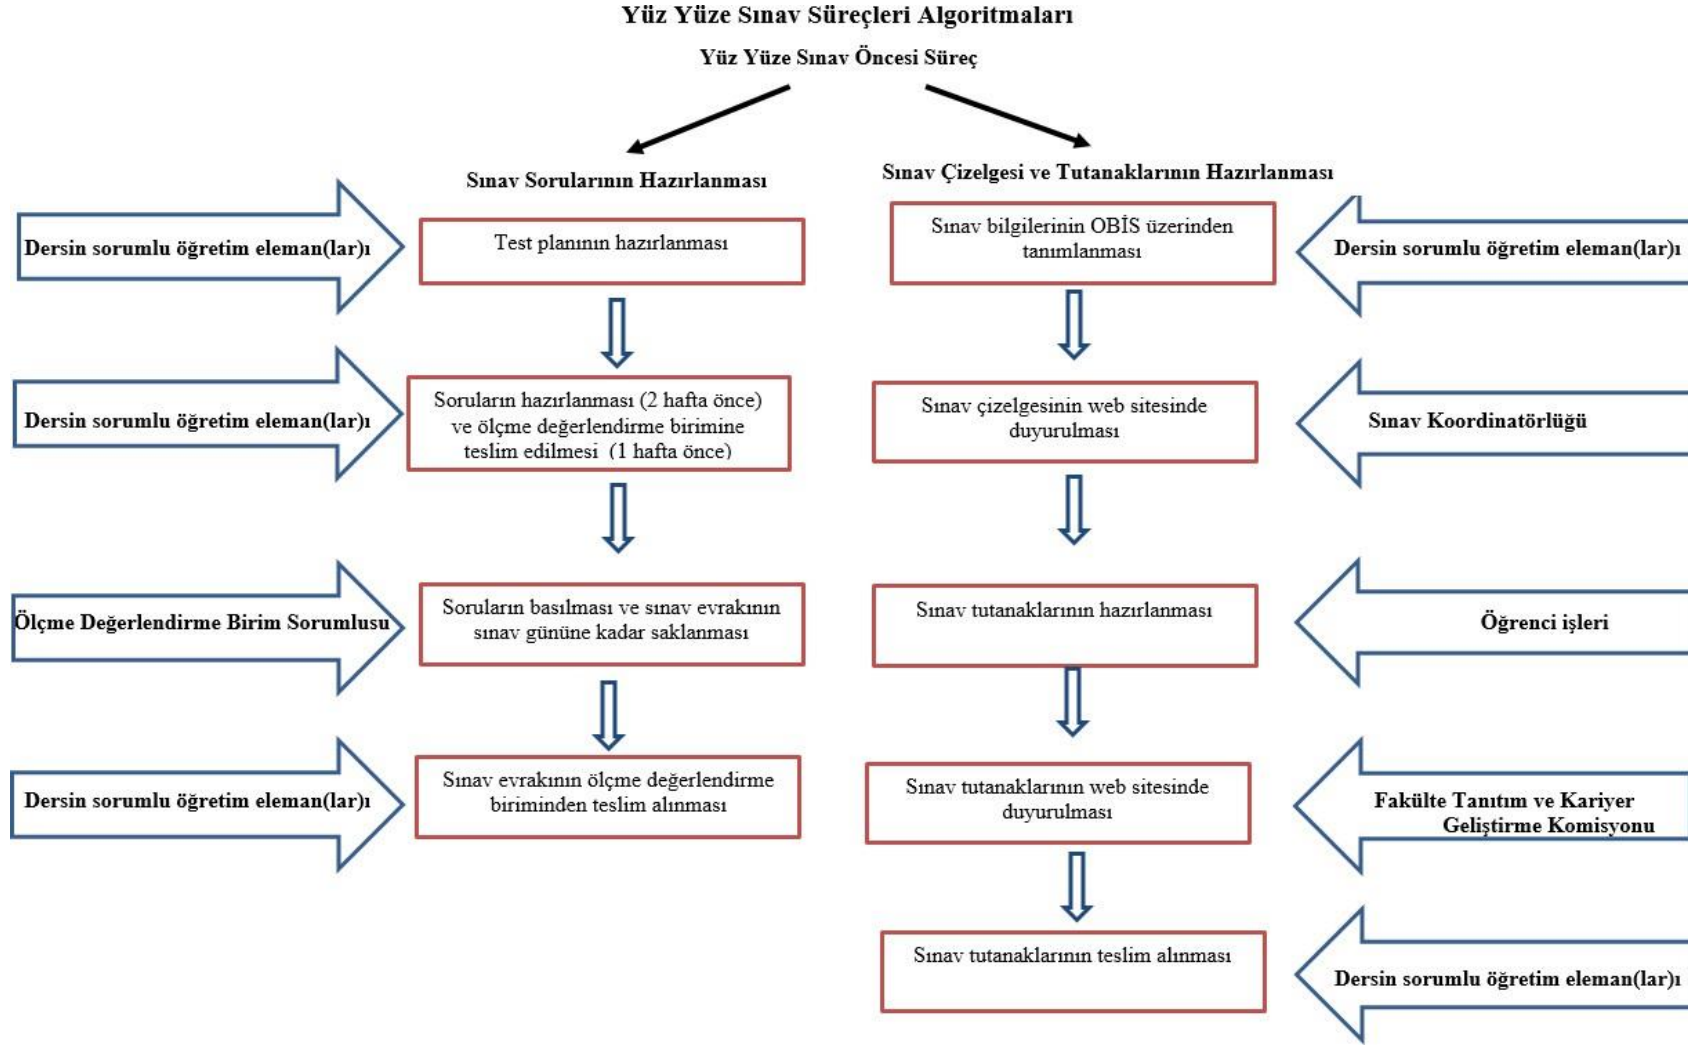 Yüz Yüze Sınav Süreçleri Algoritmaları
Yüz Yüze Sınav Öncesi Süreç
Sınav Sorularının Hazırlanması
Dersin sorumlu öğretim eleman(lar)ı
Test planının hazırlanması
Dersin sorumlu öğretim eleman(lar)ı
Soruların hazırlanması (2 hafta önce)
ve ölçme değerlendirme birimine
teslim edilmesi (1 hafta önce)
Ölçme Değerlendirme Birim Sorumlusu
Soruların basılması ve sınav evrakının
sınav gününe kadar saklanması
Dersin sorumlu öğretim eleman(lar)ı
Sınav evrakının ölçme değerlendirme
biriminden teslim alınması
Sınav Çizelgesi ve Tutanaklarının Hazırlanması
Sınav bilgilerinin OBİS üzerinden
tanımlanması
Dersin sorumlu öğretim eleman(lar)ı
Sınav çizelgesinin web sitesinde
duyurulması
Sınav Koordinatörlüğü
Sınav tutanaklarının hazırlanması
Öğrenci işleri
Sınav tutanaklarının web sitesinde
duyurulması
Fakülte Tanıtım ve Kariyer
Geliştirme Komisyonu
Sınav tutanaklarının teslim alınması
Dersin sorumlu öğretim eleman(lar)ı